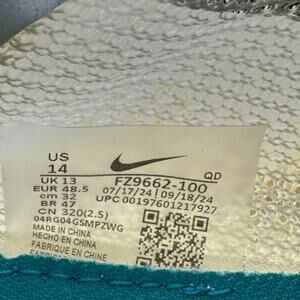 US
14
UK 13
EUR 48.5
cm 32
BR 47
CN 320(2.5)
04RG04GSMPZWG
MADE IN CHINA
HECHO EN CHINA
FABRIQUE EN CHINE
QD
FZ9662-100
07/17/24 09/18/24
UPC 00197601217927